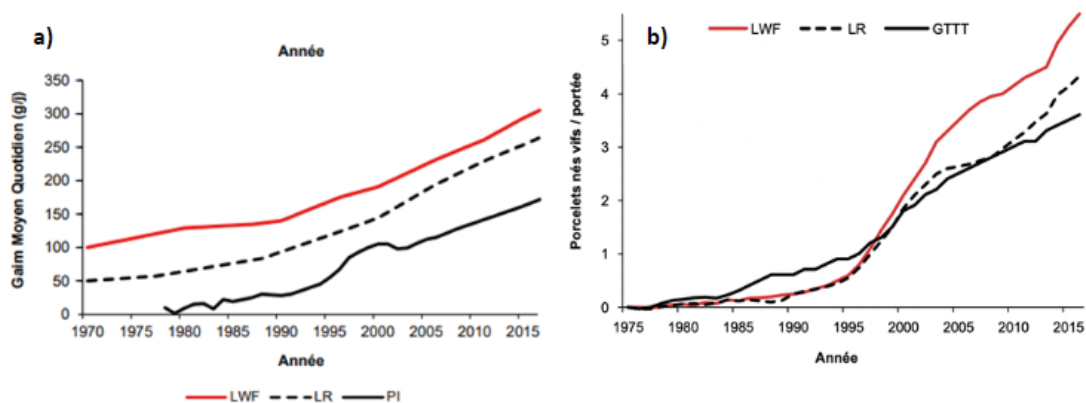 a)
Année
Gaim Moyen Quotidien (g/j)
350
300
250
200
150
100
50
0
1970 1975 1980 1985 1990 1995 2000 2005 2010 2015
Année
LWF LR PI
b)
LWF LR GTTT
Porcelets nés vifs / portée
5
4
3
2
1
0
1975 1980 1985 1990 1995 2000 2005 2010 2015
Année